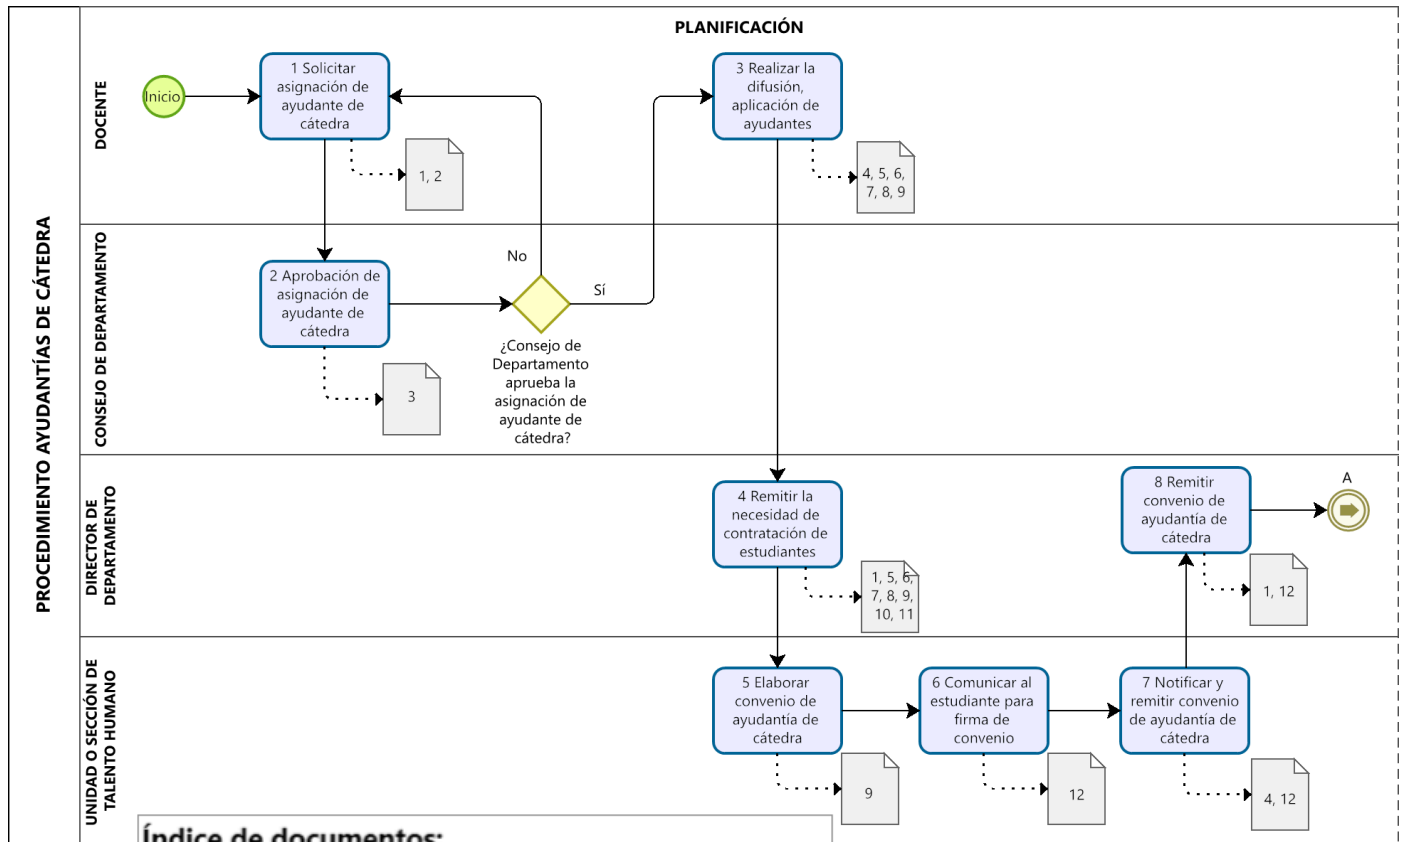 PROCEDIMIENTO AYUDANTÍAS DE CÁTEDRA
PLANIFICACIÓN
DOCENTE
Inicio
1 Solicitar
asignación de
ayudante de
cátedra
1, 2
3 Realizar la
difusión,
aplicación de
ayudantes
4, 5, 6,
7, 8, 9
CONSEJO DE DEPARTAMENTO
2 Aprobación de
asignación de
ayudante de
cátedra
3
No
Sí
¿Consejo de
Departamento
aprueba la
asignación de
ayudante de
cátedra?
DIRECTOR DE
DEPARTAMENTO
4 Remitir la
necesidad de
contratación de
estudiantes
1, 5, 6,
7, 8, 9,
10, 11
8 Remitir
convenio de
ayudantía de
cátedra
1, 12
A
UNIDAD O SECCIÓN DE
TALENTO HUMANO
5 Elaborar
convenio de
ayudantía de
cátedra
9
6 Comunicar al
estudiante para
firma de
convenio
12
7 Notificar y
remitir convenio
de ayudantía de
cátedra
4, 12
Índice de documentos: